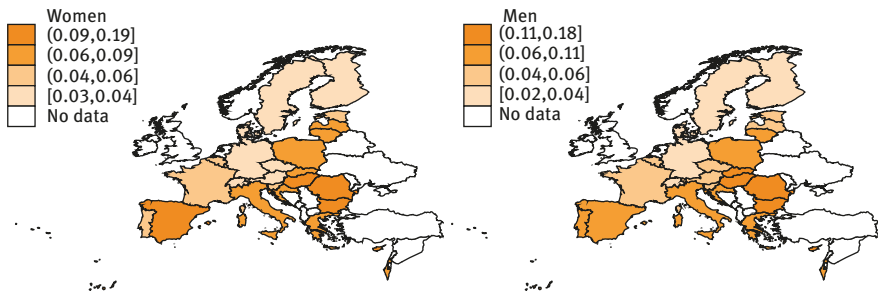 Women
(0.09,0.19]
(0.06,0.09]
(0.04,0.06]
[0.03,0.04]
No data
Men
(0.11,0.18]
(0.06,0.11]
(0.04,0.06]
[0.02,0.04]
No data